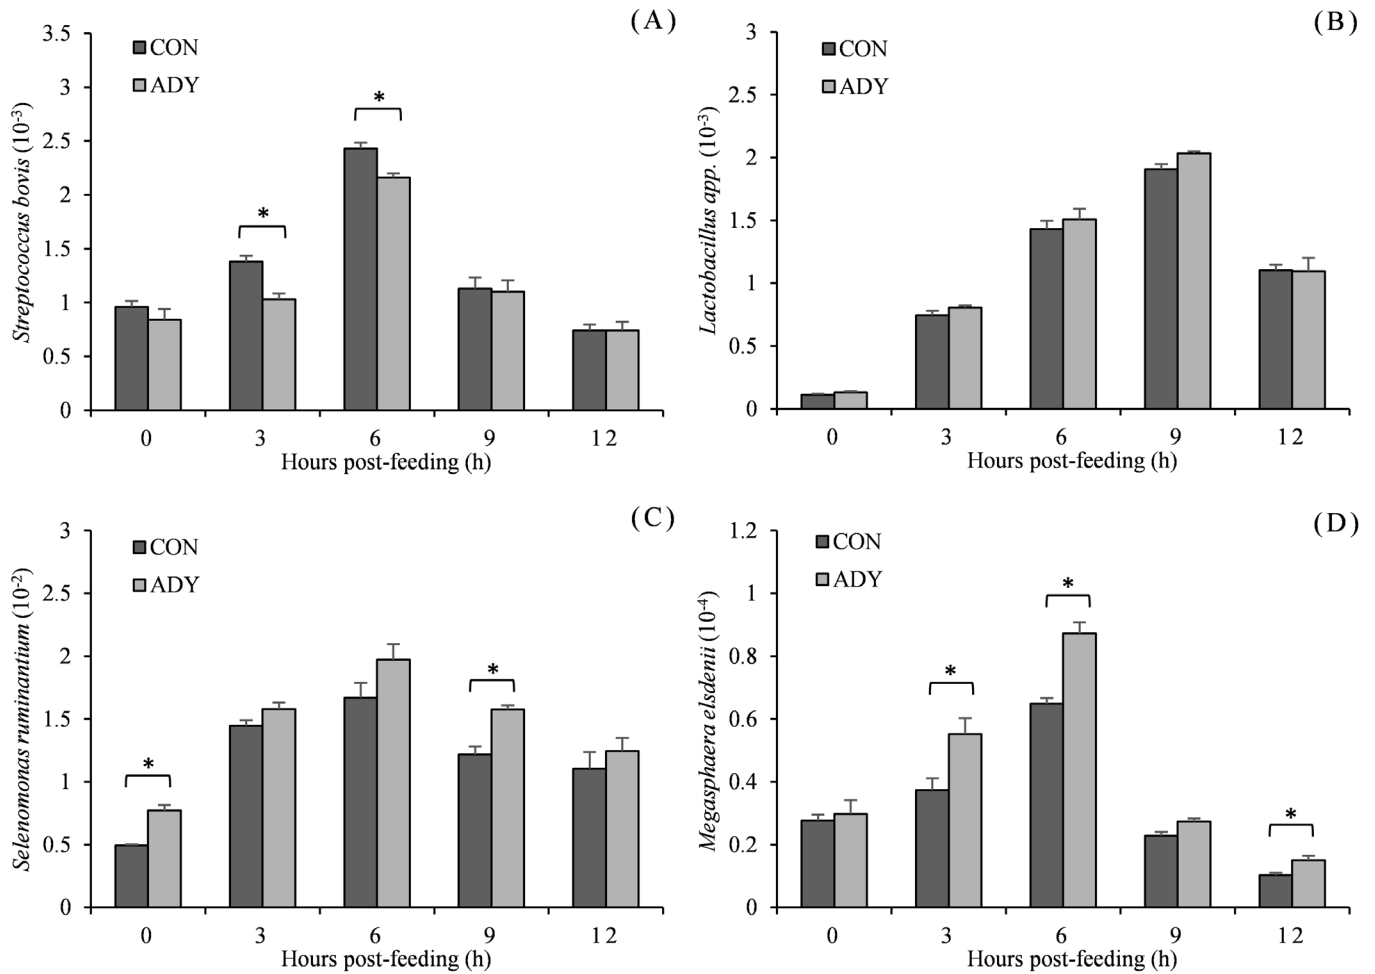 (A)
3.5
3
2.5
2
1.5
1
0.5
0
Streptococcus bovis (10-3)
CON
ADY
*
*
0 3 6 9 12
Hours post-feeding (h)
(B)
3
2.5
2
1.5
1
0.5
0
Lactobacillus app. (10-3)
CON
ADY
0 3 6 9 12
Hours post-feeding (h)
(C)
3
2.5
2
1.5
1
0.5
0
Selenomonas ruminantium (10-2)
CON
ADY
*
*
0 3 6 9 12
Hours post-feeding (h)
(D)
1.2
1
0.8
0.6
0.4
0.2
0
Megasphaera elsdenii (10-4)
CON
ADY
*
*
*
0 3 6 9 12
Hours post-feeding (h)